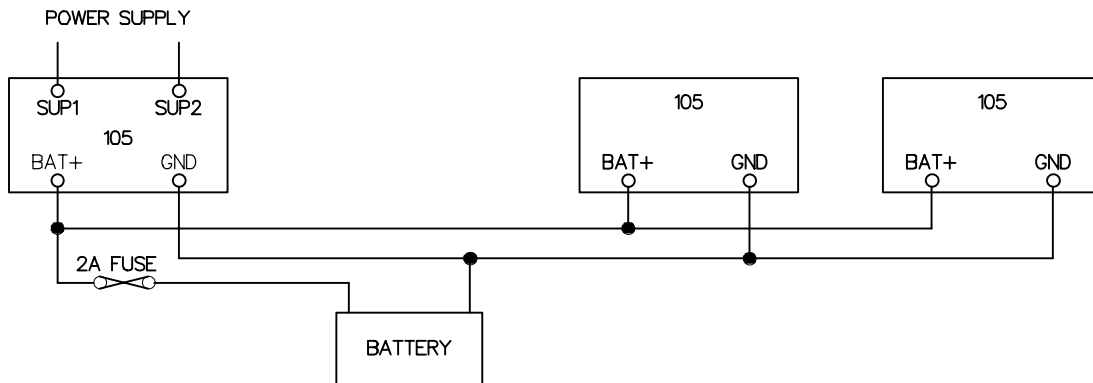 POWER SUPPLY
SUP1 SUP2
105 105 105
BAT+ GND BAT+ GND BAT+ GND
2A FUSE
BATTERY